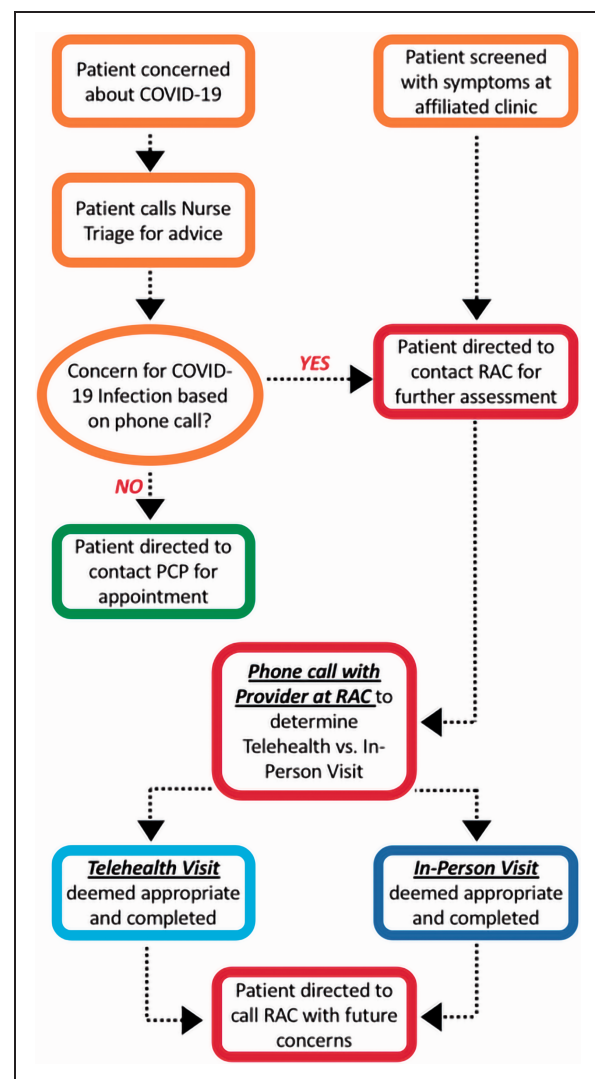 Patient concerned
about COVID-19
Patient screened
with symptoms at
affiliated clinic
Patient calls Nurse
Triage for advice
Concern for COVID-
19 Infection based
on phone call?
YES
Patient directed to
contact RAC for
further assessment
NO
Patient directed to
contact PCP for
appointment
Phone call with
Provider at RAC to
determine
Telehealth vs. In-
Person Visit
Telehealth Visit
deemed appropriate
and completed
In-Person Visit
deemed appropriate
and completed
Patient directed to
call RAC with future
concerns